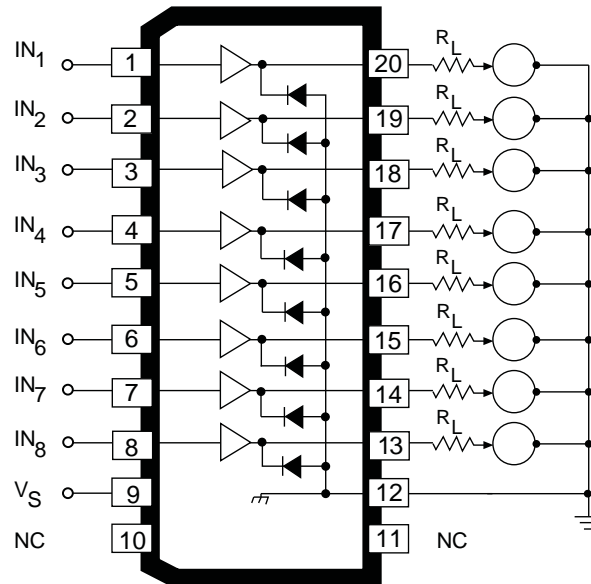 IN1 1 20 RL
IN2 2 19 RL
IN3 3 18 RL
IN4 4 17 RL
IN5 5 16 RL
IN6 6 15 RL
IN7 7 14 RL
IN8 8 13 RL
VS 9 12
NC 10 11 NC